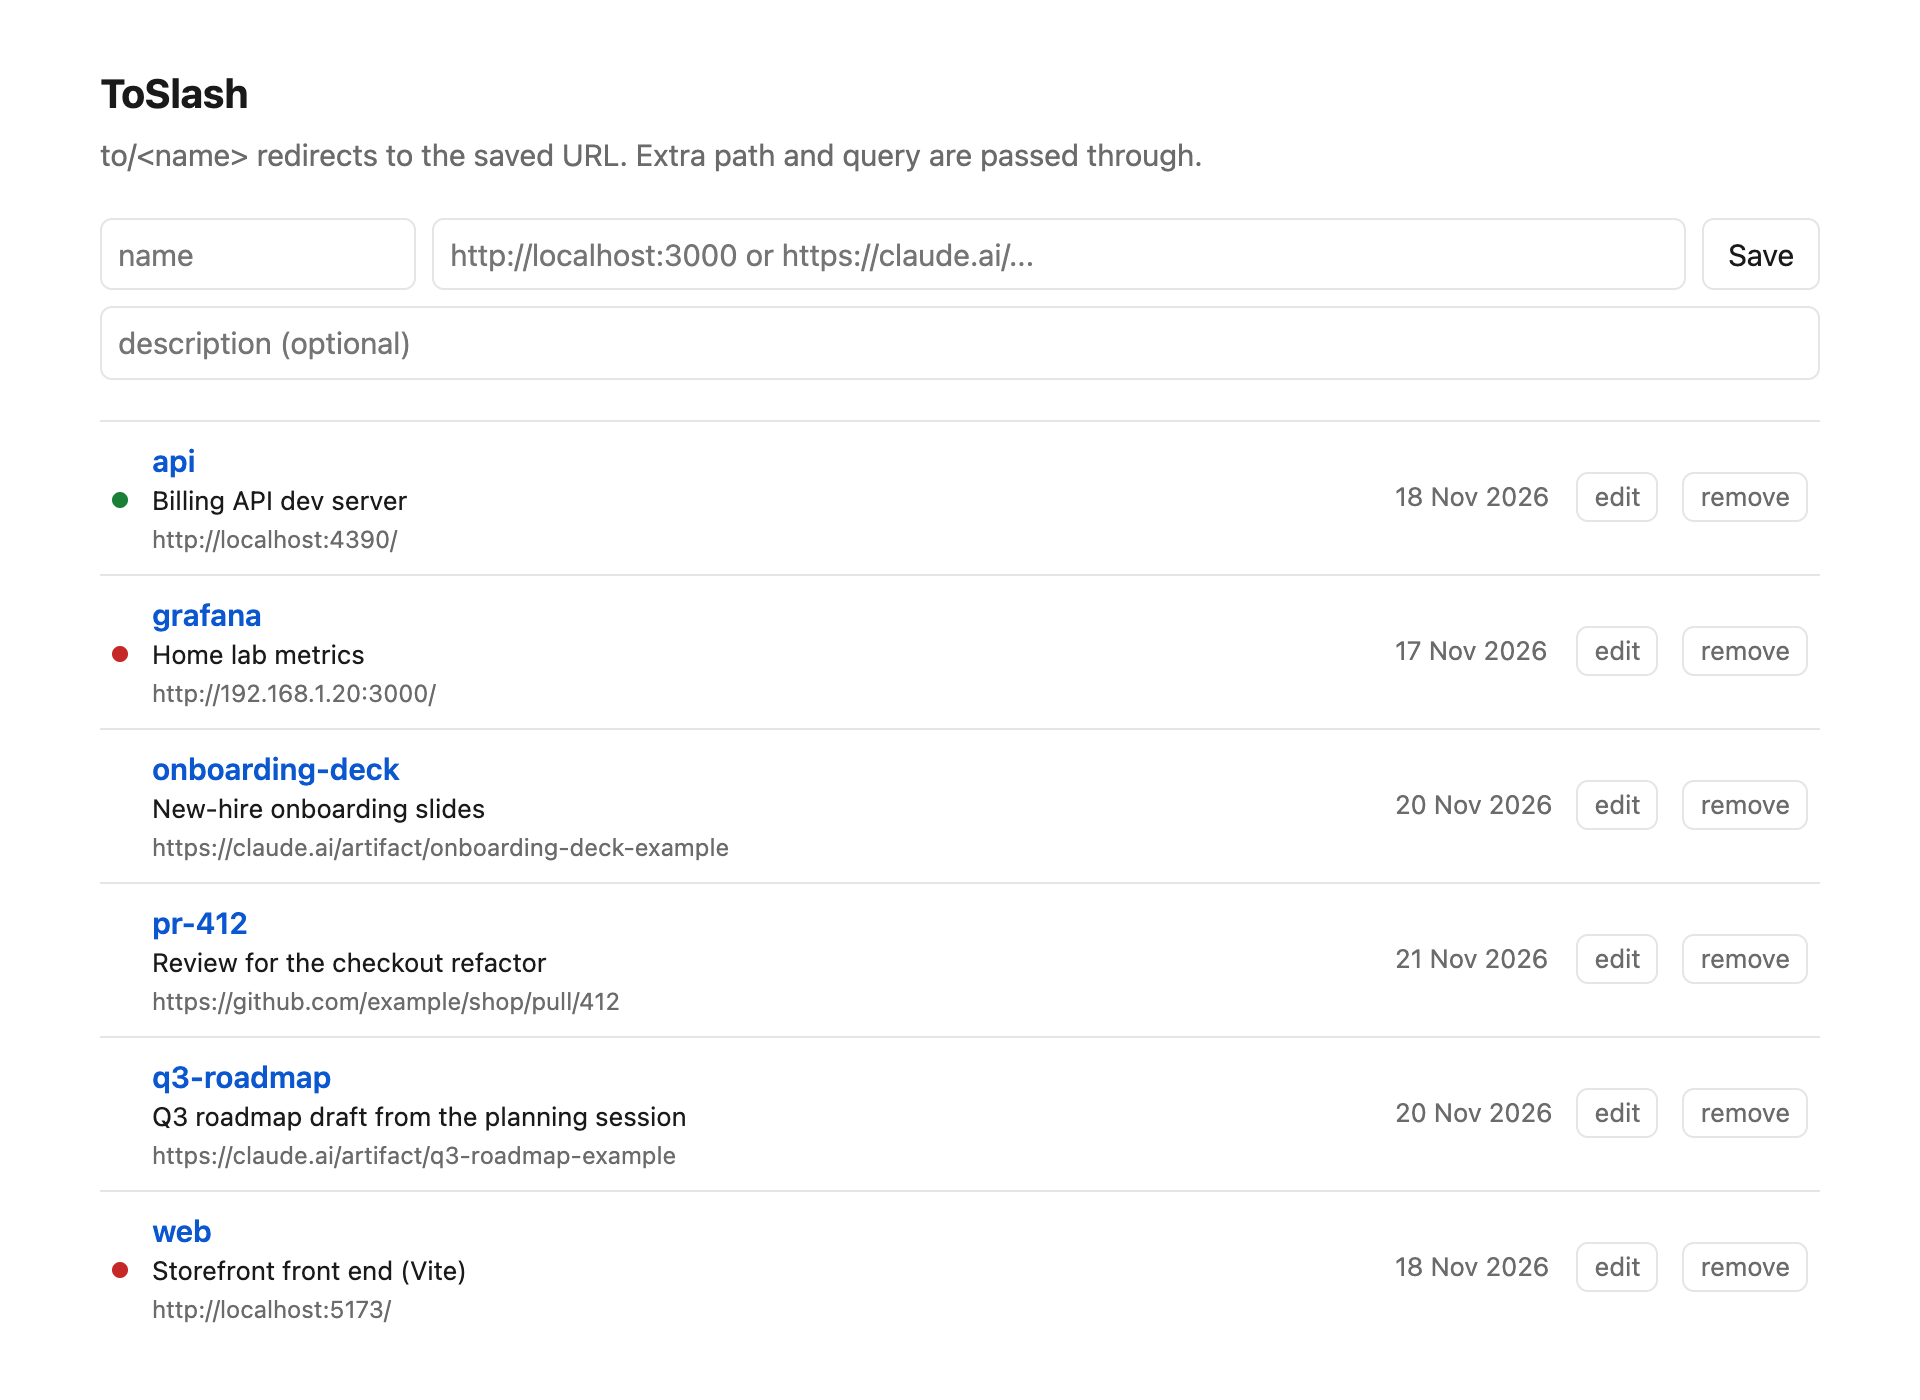 ToSlash
to/<name> redirects to the saved URL. Extra path and query are passed through.
name
http://localhost:3000 or https://claude.ai/...
Save
description (optional)
api
Billing API dev server
http://localhost:4390/
18 Nov 2026
edit
remove
grafana
Home lab metrics
http://192.168.1.20:3000/
17 Nov 2026
edit
remove
onboarding-deck
New-hire onboarding slides
https://claude.ai/artifact/onboarding-deck-example
20 Nov 2026
edit
remove
pr-412
Review for the checkout refactor
https://github.com/example/shop/pull/412
21 Nov 2026
edit
remove
q3-roadmap
Q3 roadmap draft from the planning session
https://claude.ai/artifact/q3-roadmap-example
20 Nov 2026
edit
remove
web
Storefront front end (Vite)
http://localhost:5173/
18 Nov 2026
edit
remove